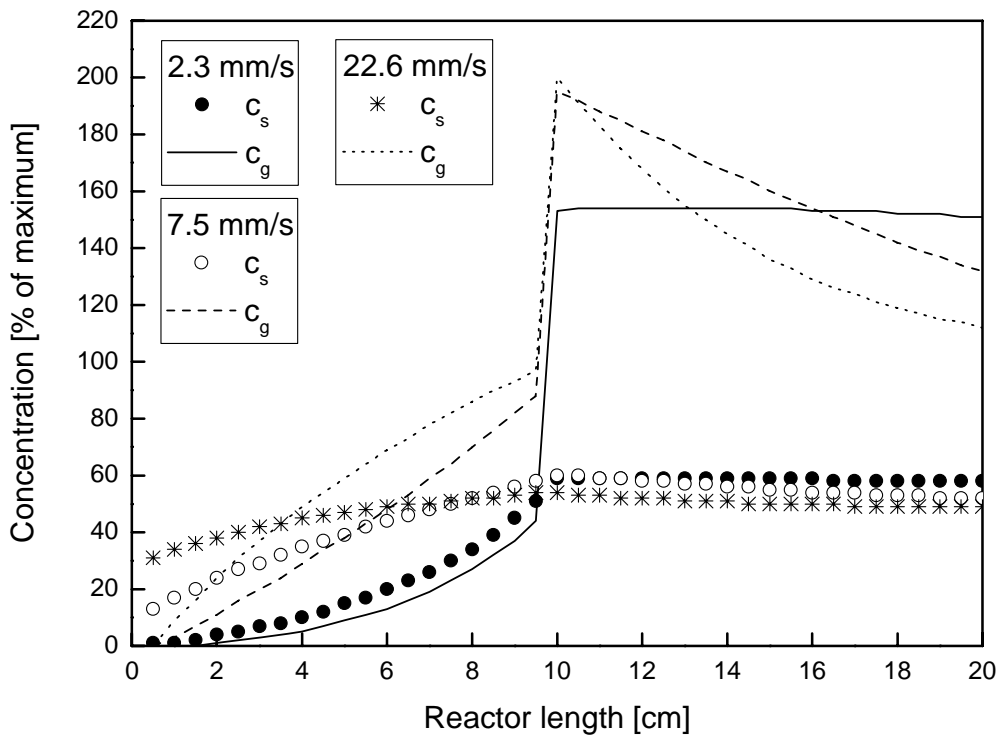 220
200
180
160
140
120
100
80
60
40
20
0
Concentration [% of maximum]
2.3 mm/s
c_s
c_g
22.6 mm/s
c_s
c_g
7.5 mm/s
c_s
c_g
0 2 4 6 8 10 12 14 16 18 20
Reactor length [cm]